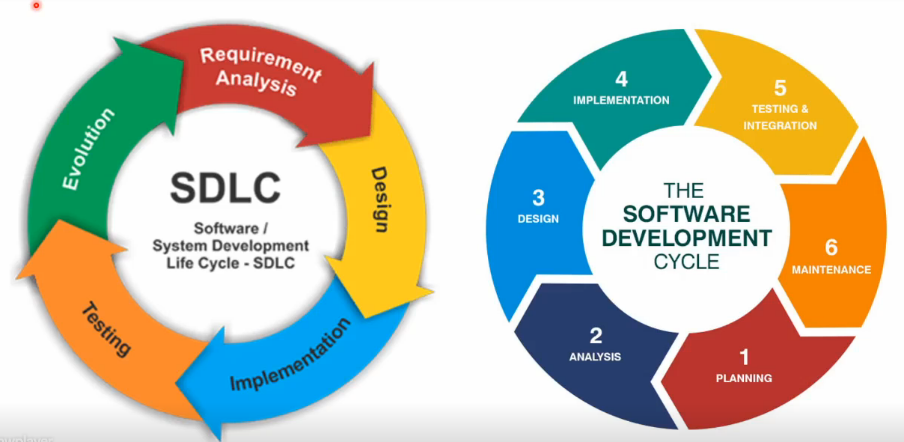 Requirement
Analysis
Design
Implementation
Testing
Evolution
SDLC
Software /
System Development
Life Cycle - SDLC
4
IMPLEMENTATION
5
TESTING &
INTEGRATION
3
DESIGN
THE
SOFTWARE
DEVELOPMENT
CYCLE
6
MAINTENANCE
2
ANALYSIS
1
PLANNING